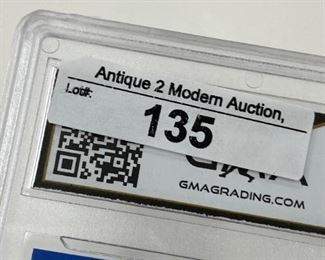 Antique 2 Modern Auction,
Lot#:
135
GMAGRADING.COM